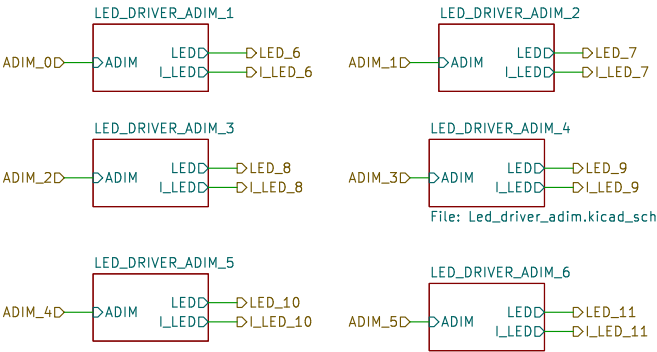 LED_DRIVER_ADIM_1
ADIM_0 ADIM LED LED_6
I_LED I_LED_6
LED_DRIVER_ADIM_2
ADIM_1 ADIM LED LED_7
I_LED I_LED_7
LED_DRIVER_ADIM_3
ADIM_2 ADIM LED LED_8
I_LED I_LED_8
LED_DRIVER_ADIM_4
ADIM_3 ADIM LED LED_9
I_LED I_LED_9
File: Led_driver_adim.kicad_sch
LED_DRIVER_ADIM_5
ADIM_4 ADIM LED LED_10
I_LED I_LED_10
LED_DRIVER_ADIM_6
ADIM_5 ADIM LED LED_11
I_LED I_LED_11